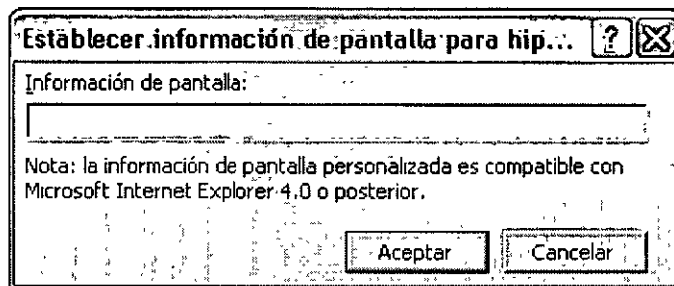 Establecer información de pantalla para hip... ? X
Información de pantalla:
Nota: la información de pantalla personalizada es compatible con
Microsoft Internet Explorer 4.0 o posterior.
Aceptar Cancelar